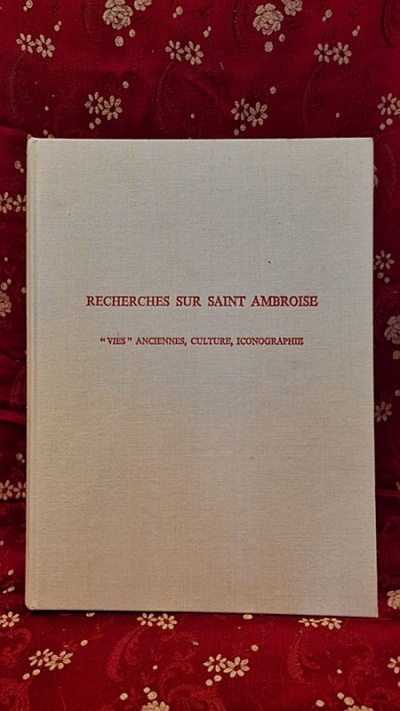 RECHERCHES SUR SAINT AMBROISE
"VIES" ANCIENNES, CULTURE, ICONOGRAPHIE